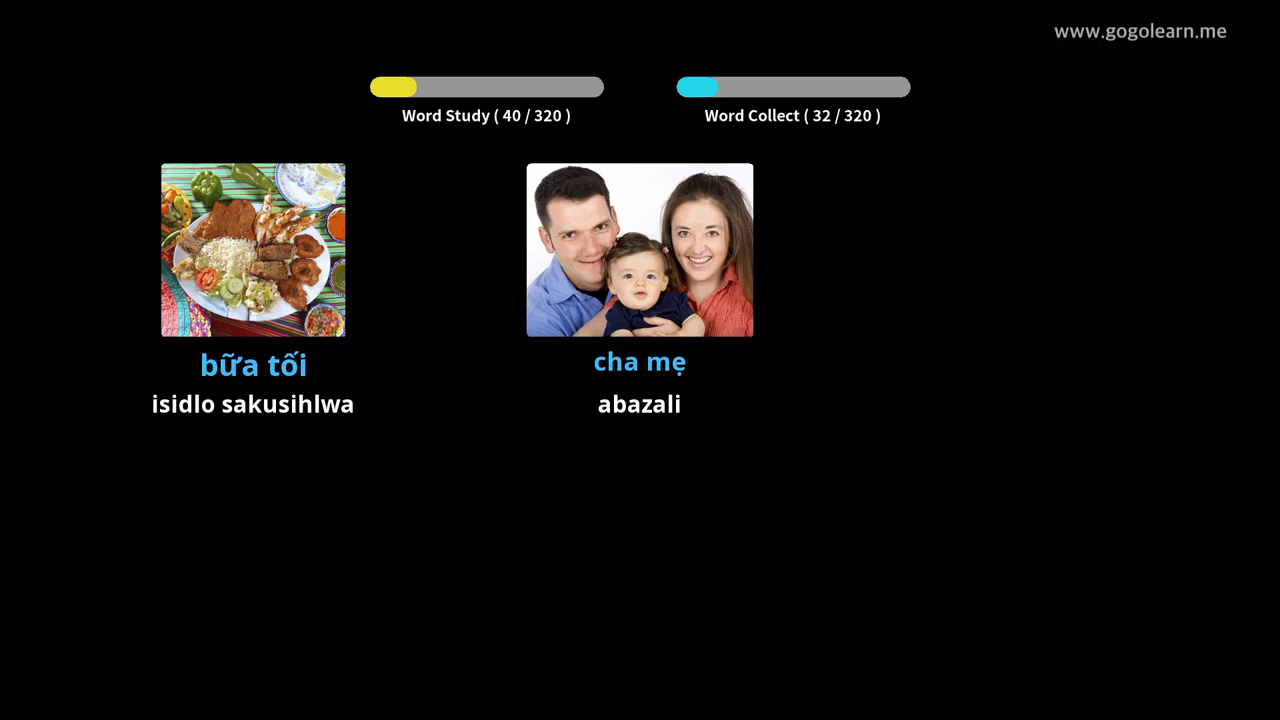 www.gogolearn.me
Word Study ( 40 / 320 )
Word Collect ( 32 / 320 )
bữa tối
isidlo sakusihlwa
cha mẹ
abazali